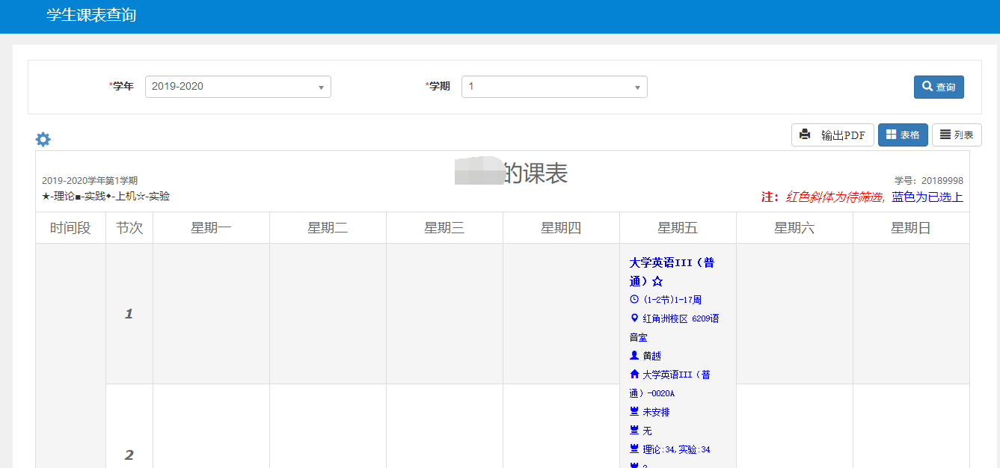 学生课表查询
*学年 2019-2020 *学期 1 查询
输出PDF 表格 列表
的课表
2019-2020学年第1学期 学号：20189998
★-理论■-实践◆-上机☆-实验 注：红色斜体为待筛选，蓝色为已选上
时间段 节次 星期一 星期二 星期三 星期四 星期五 星期六 星期日
1
大学英语III（普
通）☆
(1-2节)1-17周
红角洲校区 6209语
音室
黄越
大学英语III（普
通）-0020A
未安排
无
理论:34,实验:34
2